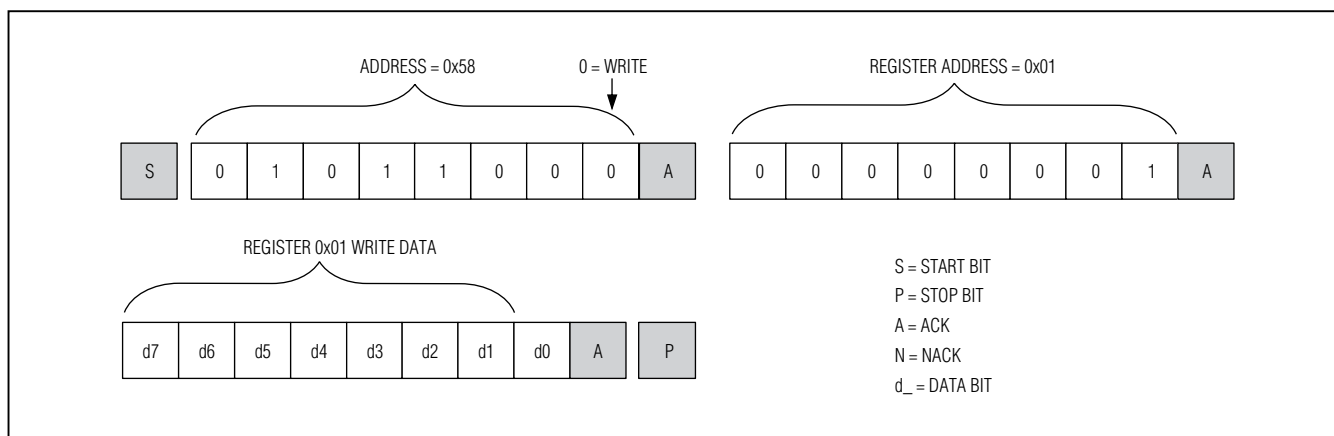 ADDRESS = 0x58 0 = WRITE REGISTER ADDRESS = 0x01
S 0 1 0 1 1 0 0 0 A 0 0 0 0 0 0 0 1 A
REGISTER 0x01 WRITE DATA
d7 d6 d5 d4 d3 d2 d1 d0 A P
S = START BIT
P = STOP BIT
A = ACK
N = NACK
d_ = DATA BIT